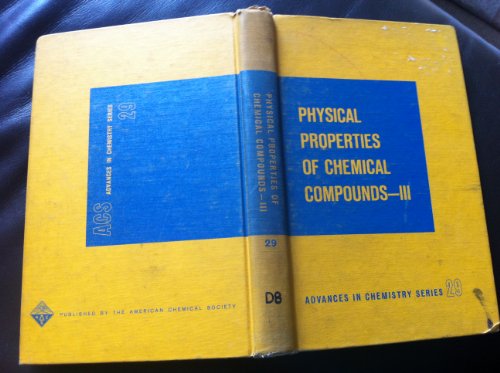 PHYSICAL
PROPERTIES
OF CHEMICAL
COMPOUNDS—III
ADVANCES IN CHEMISTRY SERIES 29
PHYSICAL PROPERTIES OF
CHEMICAL COMPOUNDS—III
29
D8
ACS ADVANCES IN CHEMISTRY SERIES 29
PUBLISHED BY THE AMERICAN CHEMICAL SOCIETY